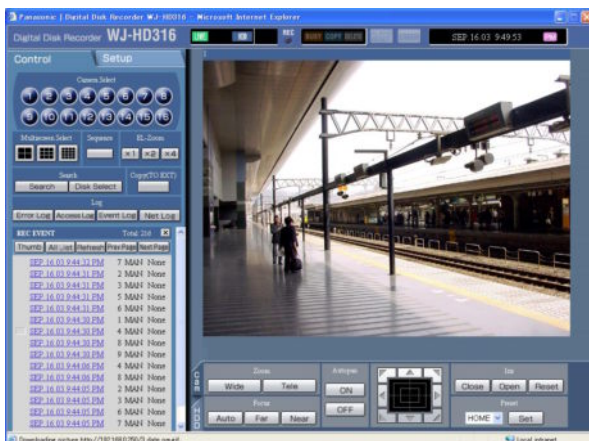 Panasonic | Digital Disk Recorder WJ-HD316 - Microsoft Internet Explorer
Digital Disk Recorder WJ-HD316
LIVE
REC
BUSY COPY DELETE
SEP 16.03 9:49:53 PM
Control
Setup
Camera Select
1 2 3 4 5 6 7 8
9 10 11 12 13 14 15 16
Multiscreen Select
Sequence
EL-Zoom
x1 x2 x4
Search
Copy(TO EXT)
Search
Disk Select
Log
Error Log
Access Log
Event Log
Net Log
REC EVENT
Total: 216
Thumb
All List
Refresh
Prev Page
Next Page
SEP 16.03 9:44:33 PM 7 MAN None
SEP 16.03 9:44:32 PM 2 MAN None
SEP 16.03 9:44:31 PM 3 MAN None
SEP 16.03 9:44:31 PM 5 MAN None
SEP 16.03 9:44:31 PM 6 MAN None
SEP 16.03 9:44:30 PM 1 MAN None
SEP 16.03 9:44:30 PM 4 MAN None
SEP 16.03 9:44:30 PM 8 MAN None
SEP 16.03 9:44:30 PM 9 MAN None
SEP 16.03 9:44:06 PM 4 MAN None
SEP 16.03 9:44:06 PM 8 MAN None
SEP 16.03 9:44:05 PM 2 MAN None
SEP 16.03 9:44:05 PM 3 MAN None
SEP 16.03 9:44:05 PM 6 MAN None
SEP 16.03 9:44:05 PM 7 MAN None
Cam
HDD
Zoom
Wide
Tele
Focus
Auto
Far
Near
Autopan
ON
OFF
Iris
Close
Open
Reset
Preset
HOME
Set
Local intranet